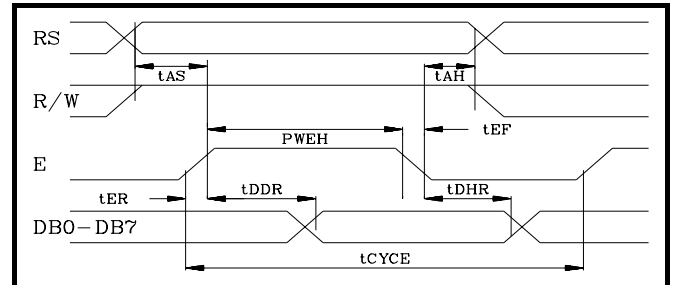 RS
tAS
tAH
R/W
PWEH
tEF
E
tER
tDDR
tDHR
DB0-DB7
tCYCE